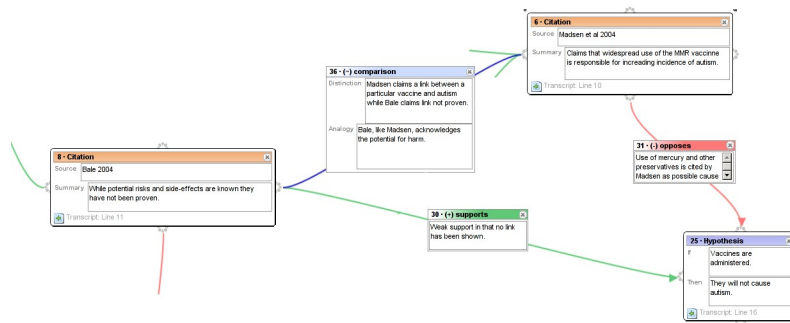 6 - Citation
Source Madsen et al 2004
Summary Claims that widespread use of the MMR vaccinne
is responsible for increading incidence of autism.
Transcript: Line 10
36 - (~) comparison
Distinction Madsen claims a link between a
particular vaccine and autism
while Bale claims link not proven.
Analogy Bale, like Madsen, acknowledges
the potential for harm.
31 - (-) opposes
Use of mercury and other
preservatives is cited by
Madsen as possible cause
8 - Citation
Source Bale 2004
Summary While potential risks and side-effects are known they
have not been proven.
Transcript: Line 11
30 - (+) supports
Weak support in that no link
has been shown.
25 - Hypothesis
If Vaccines are
administered.
Then They will not cause
autism.
Transcript: Line 16